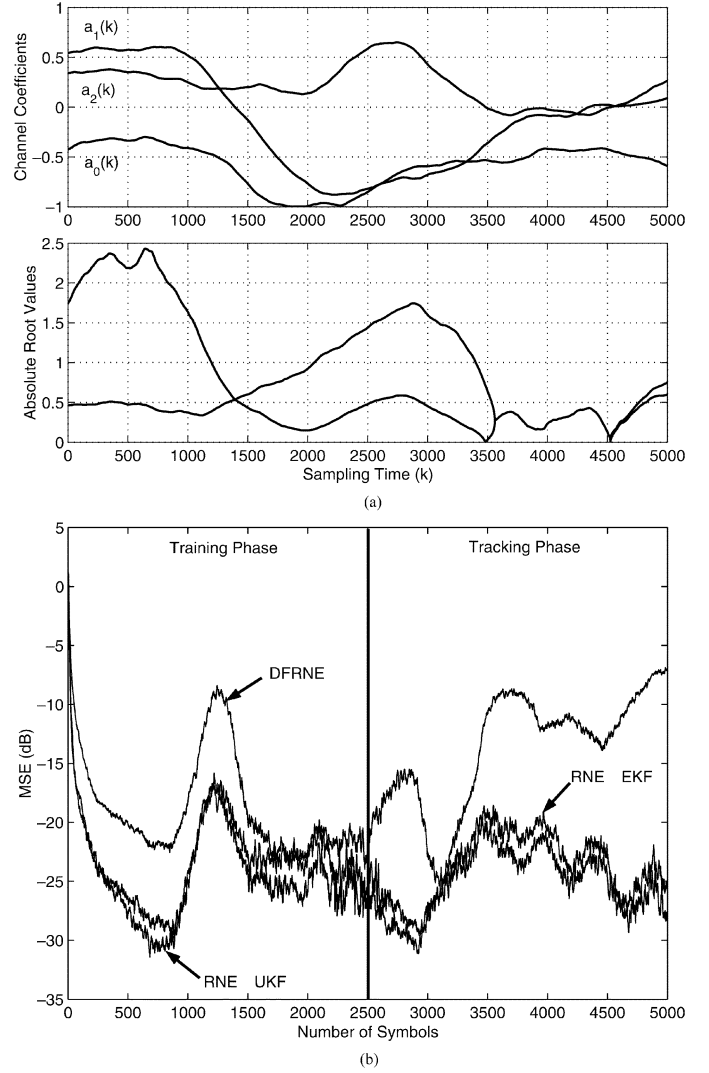 1
0.5
0
−0.5
−1
Channel Coefficients
a1(k)
a2(k)
a0(k)
0 500 1000 1500 2000 2500 3000 3500 4000 4500 5000
2.5
2
1.5
1
0.5
0
Absolute Root Values
0 500 1000 1500 2000 2500 3000 3500 4000 4500 5000
Sampling Time (k)
(a)
5
0
−5
−10
−15
−20
−25
−30
−35
MSE (dB)
Training Phase
Tracking Phase
DFRNE
RNE EKF
RNE UKF
0 500 1000 1500 2000 2500 3000 3500 4000 4500 5000
Number of Symbols
(b)